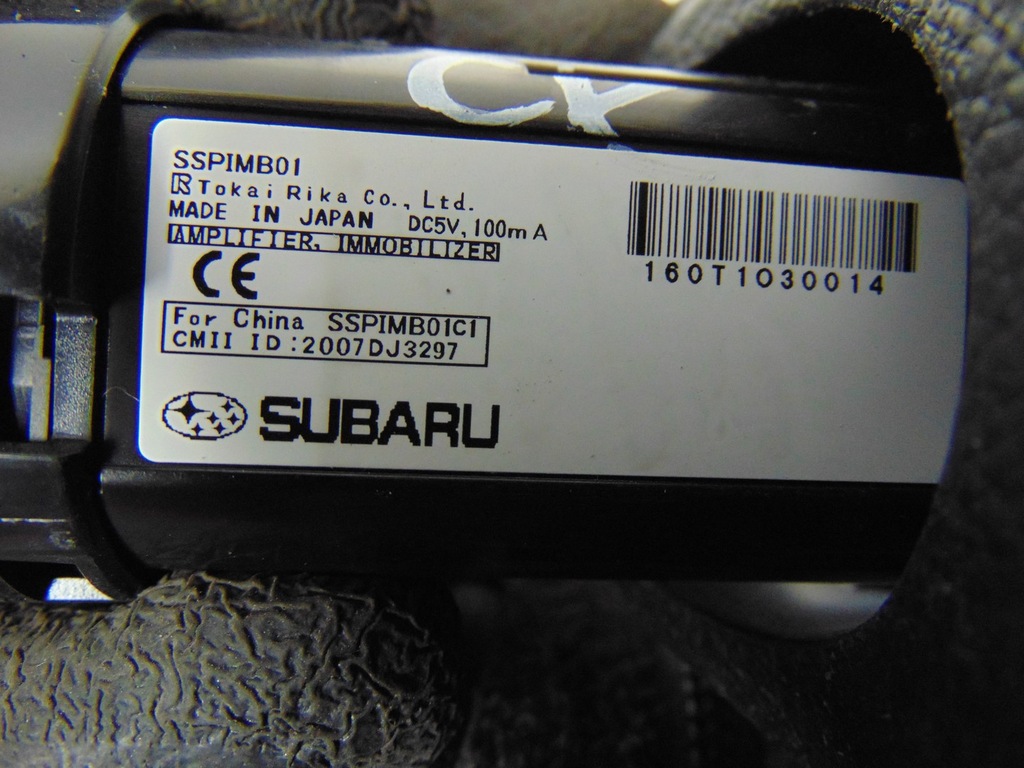 CK
SSPIMB01
R Tokai Rika Co., Ltd.
MADE IN JAPAN DC5V, 100mA
AMPLIFIER, IMMOBILIZER
CE
160T1030014
For China SSPIMB01C1
CMII ID:2007DJ3297
SUBARU